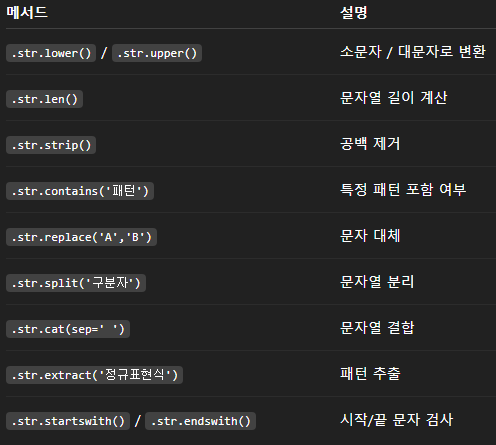 메서드 설명
.str.lower() / .str.upper() 소문자 / 대문자로 변환
.str.len() 문자열 길이 계산
.str.strip() 공백 제거
.str.contains('패턴') 특정 패턴 포함 여부
.str.replace('A','B') 문자 대체
.str.split('구분자') 문자열 분리
.str.cat(sep=' ') 문자열 결합
.str.extract('정규표현식') 패턴 추출
.str.startswith() / .str.endswith() 시작/끝 문자 검사